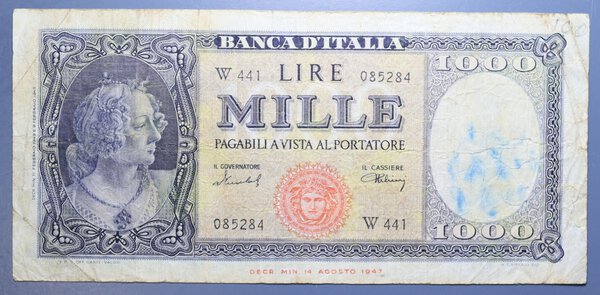 BANCA D'ITALIA
W 441 LIRE 085284
1000
MILLE
PAGABILI A VISTA AL PORTATORE
IL GOVERNATORE
IL CASSIERE
085284
W 441
1000
DECR. MIN. 14 AGOSTO 1947